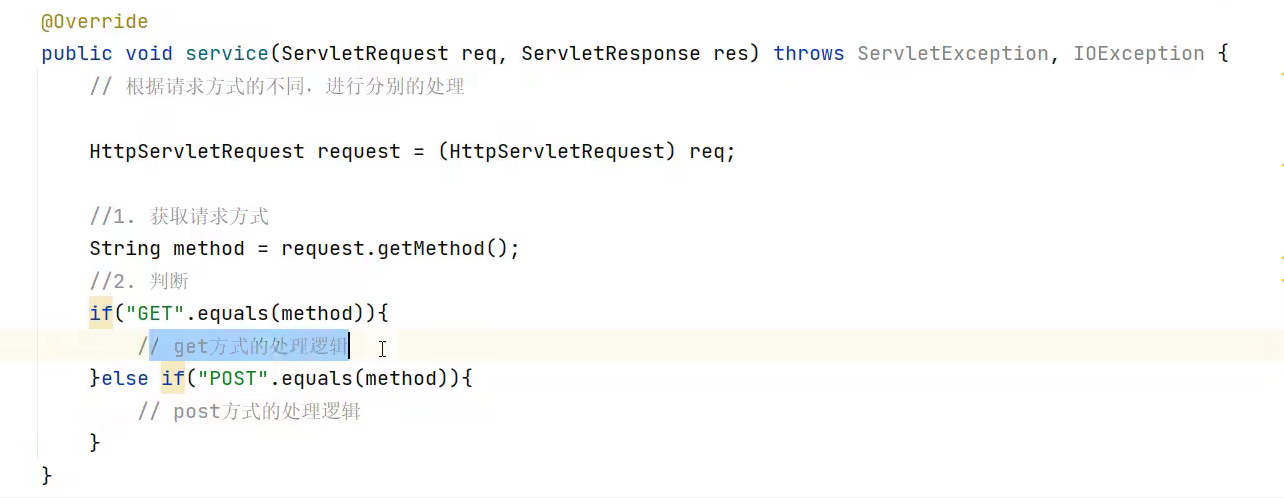 @Override
public void service(ServletRequest req, ServletResponse res) throws ServletException, IOException {
// 根据请求方式的不同，进行分别的处理
HttpServletRequest request = (HttpServletRequest) req;
//1. 获取请求方式
String method = request.getMethod();
//2. 判断
if("GET".equals(method)){
// get方式的处理逻辑
}else if("POST".equals(method)){
// post方式的处理逻辑
}
}